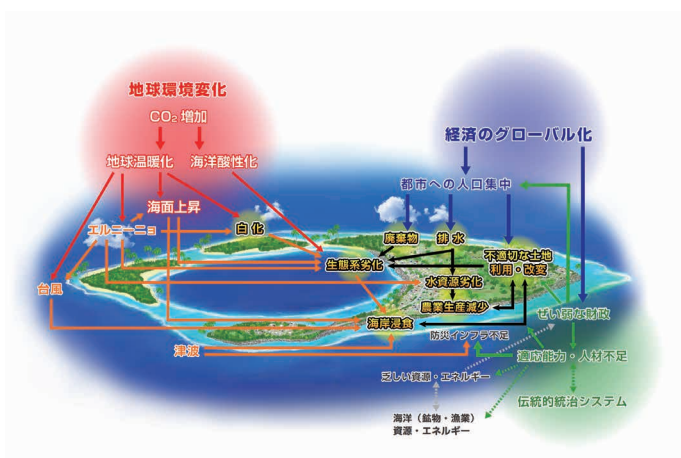 地球環境変化
CO₂ 増加
地球温暖化
海洋酸性化
海面上昇
エルニーニョ
白化
台風
津波
経済のグローバル化
都市への人口集中
廃棄物
排水
不適切な土地
利用・改変
生態系劣化
水資源劣化
農業生産減少
海岸浸食
防災インフラ不足
ぜい弱な財政
適応能力・人材不足
乏しい資源・エネルギー
伝統的統治システム
海洋(鉱物・漁業)
資源・エネルギー